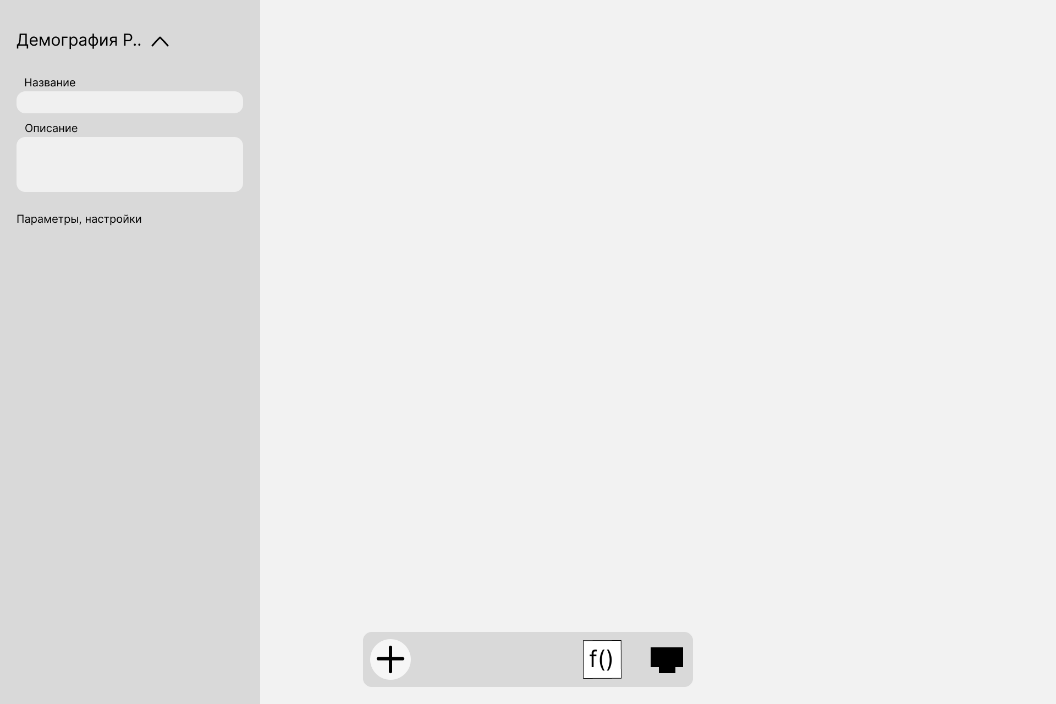 Демография Р..
Название
Описание
Параметры, настройки
f()